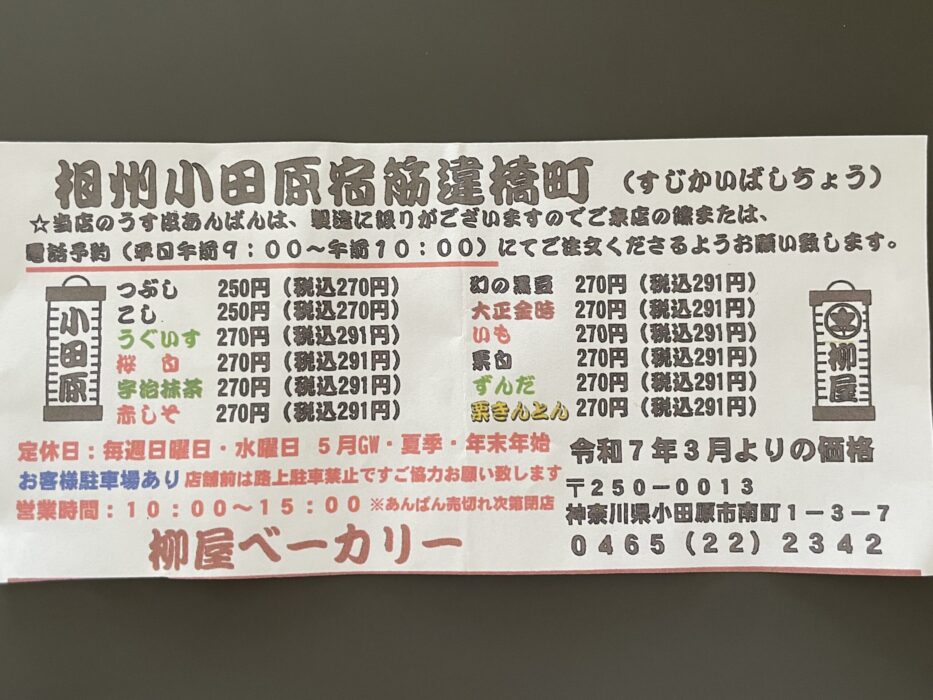 相州小田原宿筋違橋町 (すじかいばしちょう)
☆当店のうす皮あんぱんは、製造に限りがございますのでご来店の際または、
電話予約 (平日午前9:00〜午前10:00) にてご注文くださるようお願い致します。
小田原
つぶし 250円 (税込270円)
こし 250円 (税込270円)
うぐいす 270円 (税込291円)
桜 白 270円 (税込291円)
宇治抹茶 270円 (税込291円)
赤しそ 270円 (税込291円)
幻の黒豆 270円 (税込291円)
大正金時 270円 (税込291円)
いも 270円 (税込291円)
栗白 270円 (税込291円)
ずんだ 270円 (税込291円)
栗きんとん 270円 (税込291円)
柳屋
定休日:毎週日曜日・水曜日 5月GW・夏季・年末年始
お客様駐車場あり 店舗前は路上駐車禁止ですご協力お願い致します
営業時間:10:00〜15:00 ※あんぱん売切れ次第閉店
柳屋ベーカリー
令和7年3月よりの価格
〒250-0013
神奈川県小田原市南町1-3-7
0465(22)2342